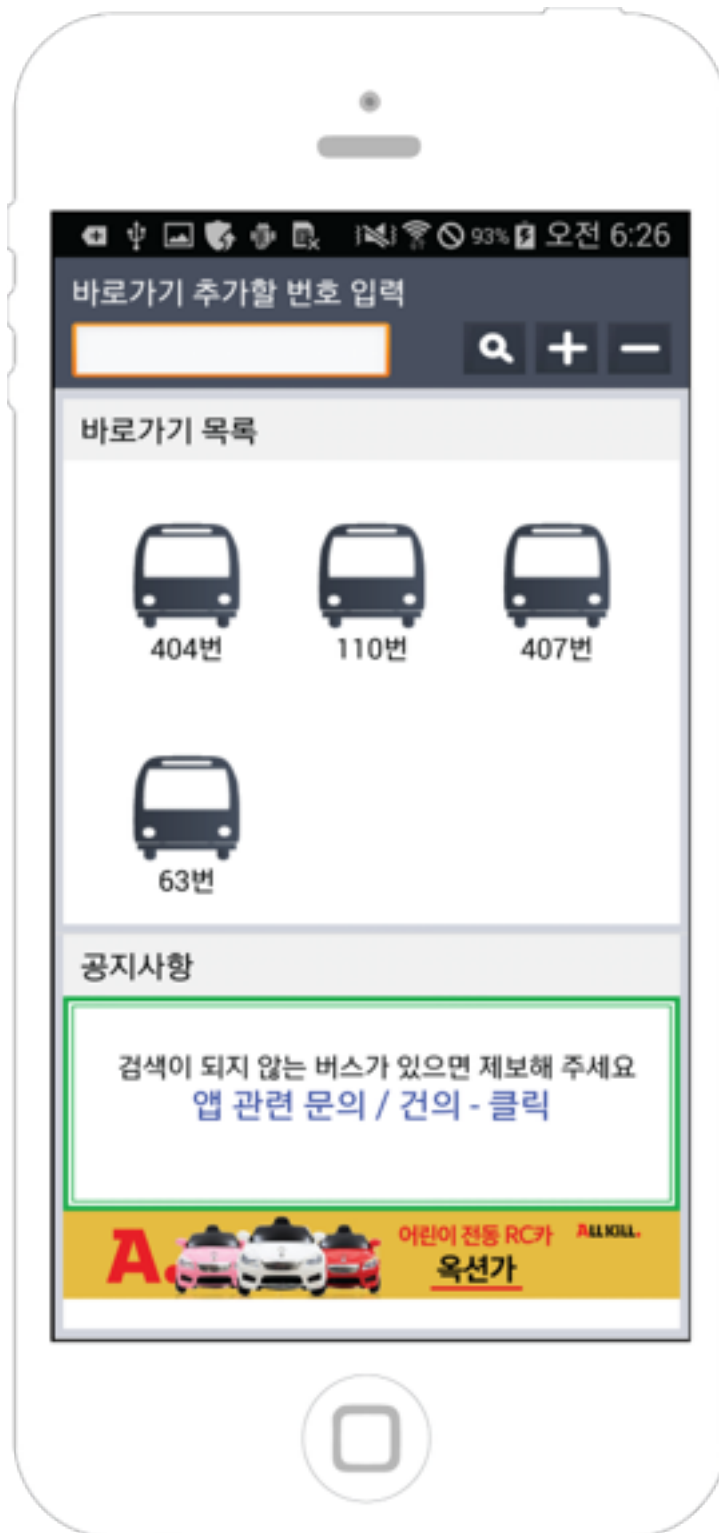 93% 오전 6:26
바로가기 추가할 번호 입력
바로가기 목록
404번 110번 407번
63번
공지사항
검색이 되지 않는 버스가 있으면 제보해 주세요
앱 관련 문의 / 건의 - 클릭
A. 어린이 전동 RC카 ALL KILL.
옥션가